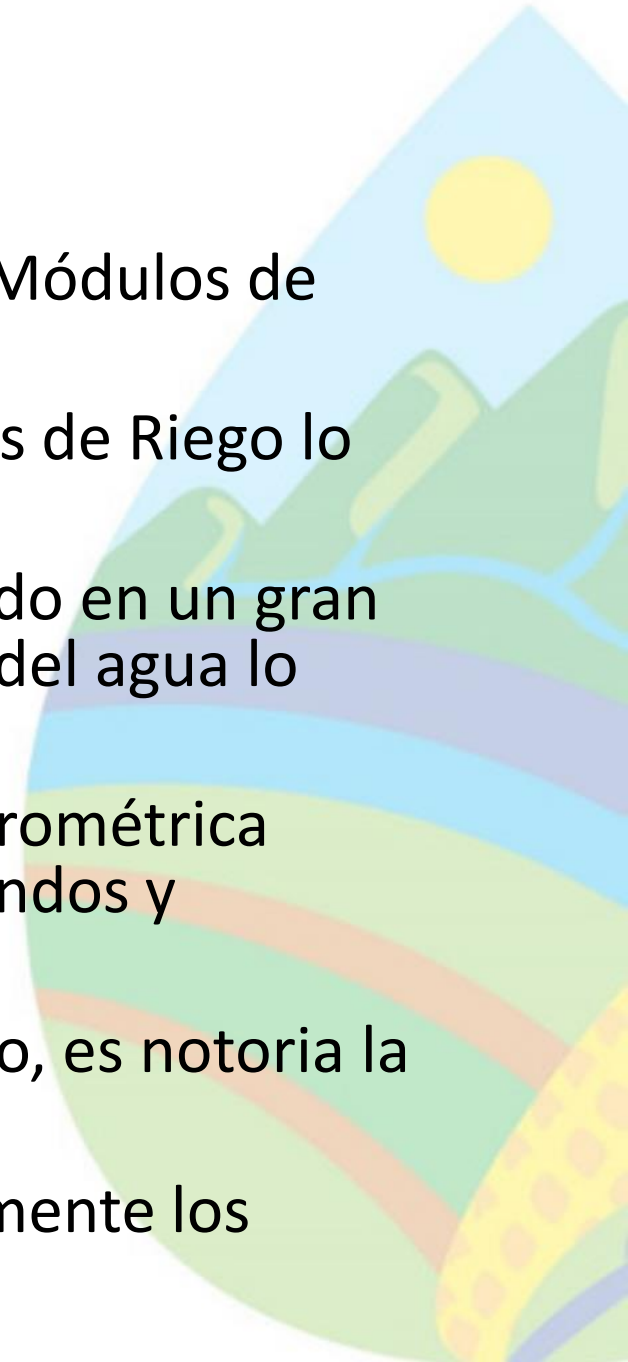 Módulos de
s de Riego lo
do en un gran
del agua lo
rométrica
ndos y
o, es notoria la
mente los